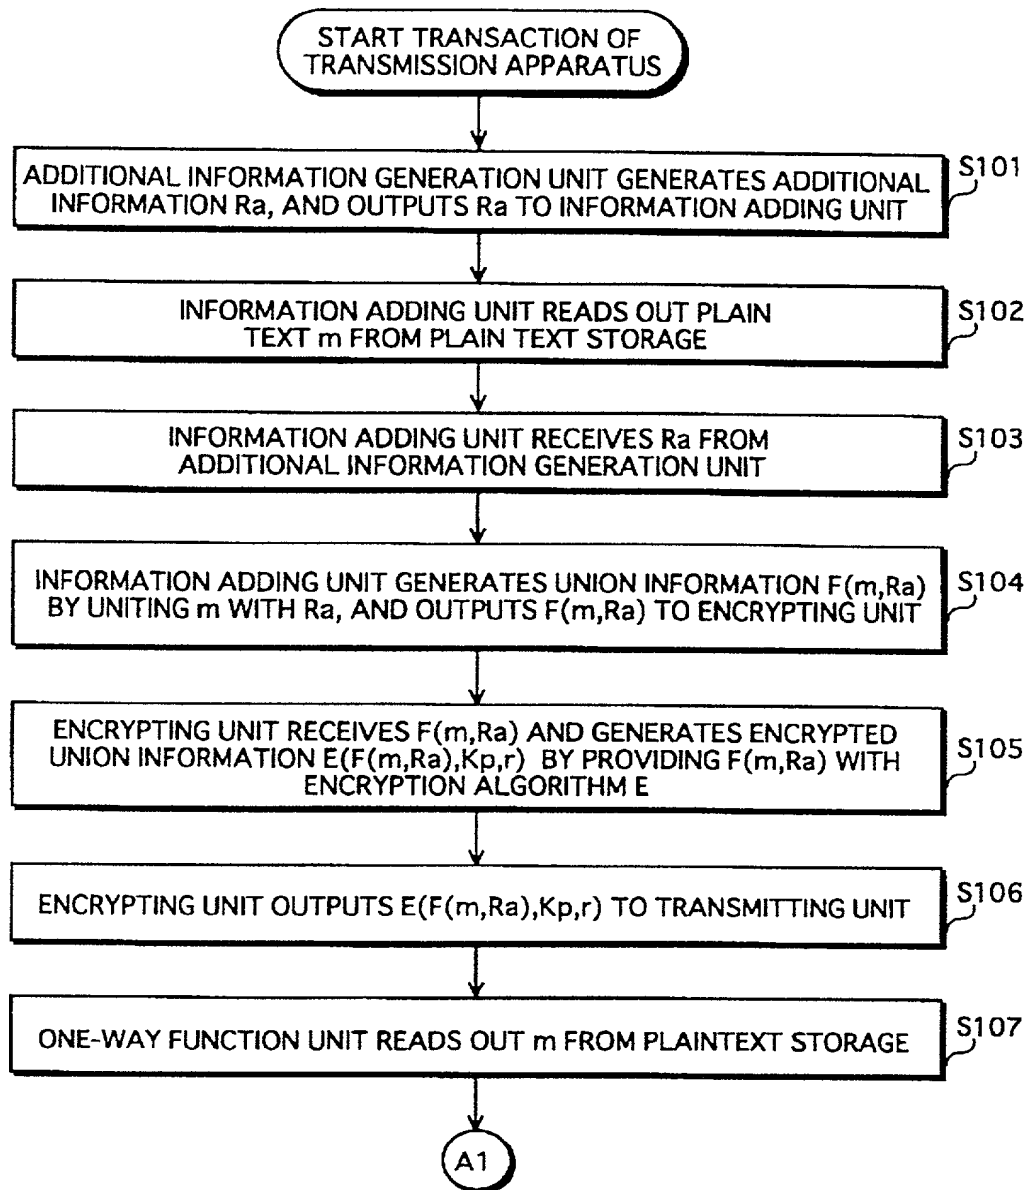 START TRANSACTION OF
TRANSMISSION APPARATUS
S101
ADDITIONAL INFORMATION GENERATION UNIT GENERATES ADDITIONAL
INFORMATION Ra, AND OUTPUTS Ra TO INFORMATION ADDING UNIT
S102
INFORMATION ADDING UNIT READS OUT PLAIN
TEXT m FROM PLAIN TEXT STORAGE
S103
INFORMATION ADDING UNIT RECEIVES Ra FROM
ADDITIONAL INFORMATION GENERATION UNIT
S104
INFORMATION ADDING UNIT GENERATES UNION INFORMATION F(m,Ra)
BY UNITING m WITH Ra, AND OUTPUTS F(m,Ra) TO ENCRYPTING UNIT
S105
ENCRYPTING UNIT RECEIVES F(m,Ra) AND GENERATES ENCRYPTED
UNION INFORMATION E(F(m,Ra),Kp,r) BY PROVIDING F(m,Ra) WITH
ENCRYPTION ALGORITHM E
S106
ENCRYPTING UNIT OUTPUTS E(F(m,Ra),Kp,r) TO TRANSMITTING UNIT
S107
ONE-WAY FUNCTION UNIT READS OUT m FROM PLAINTEXT STORAGE
A1